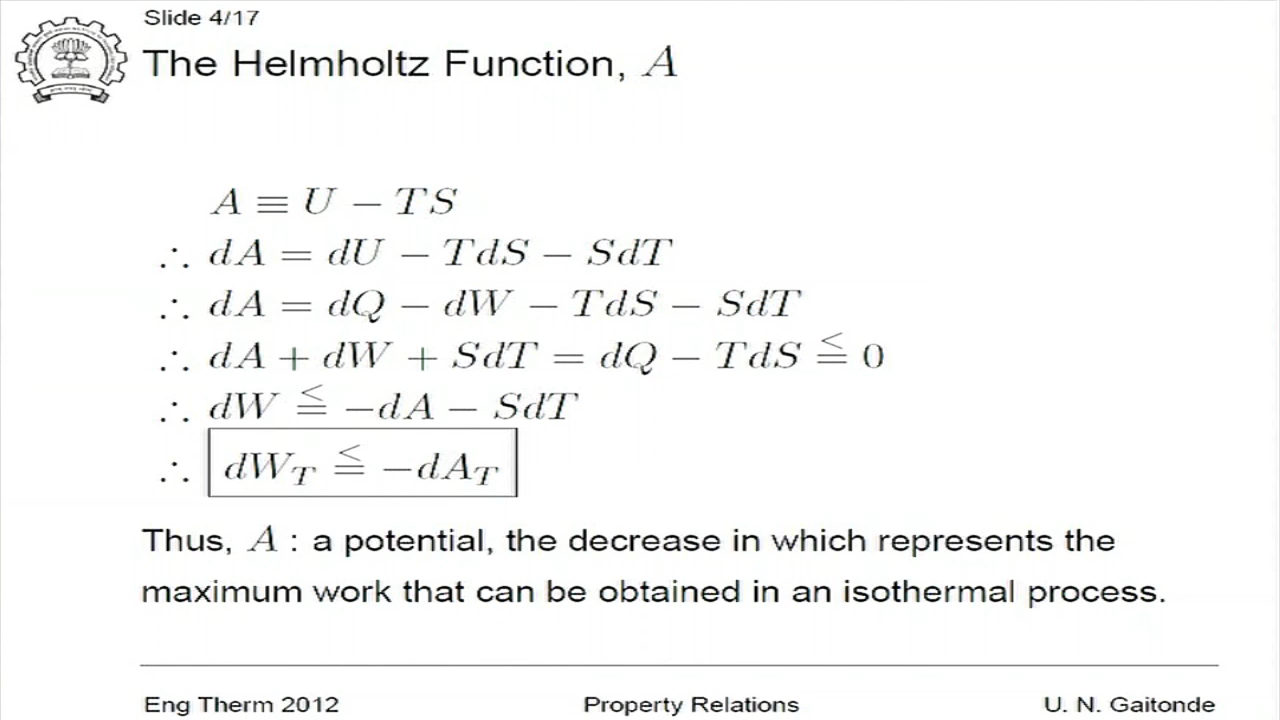 Slide 4/17
The Helmholtz Function, A
A ≡ U − TS
∴ dA = dU − TdS − SdT
∴ dA = dQ − dW − TdS − SdT
∴ dA + dW + SdT = dQ − TdS ≦ 0
∴ dW ≦ −dA − SdT
∴ dW_T ≦ −dA_T
Thus, A : a potential, the decrease in which represents the
maximum work that can be obtained in an isothermal process.
Eng Therm 2012 Property Relations U. N. Gaitonde